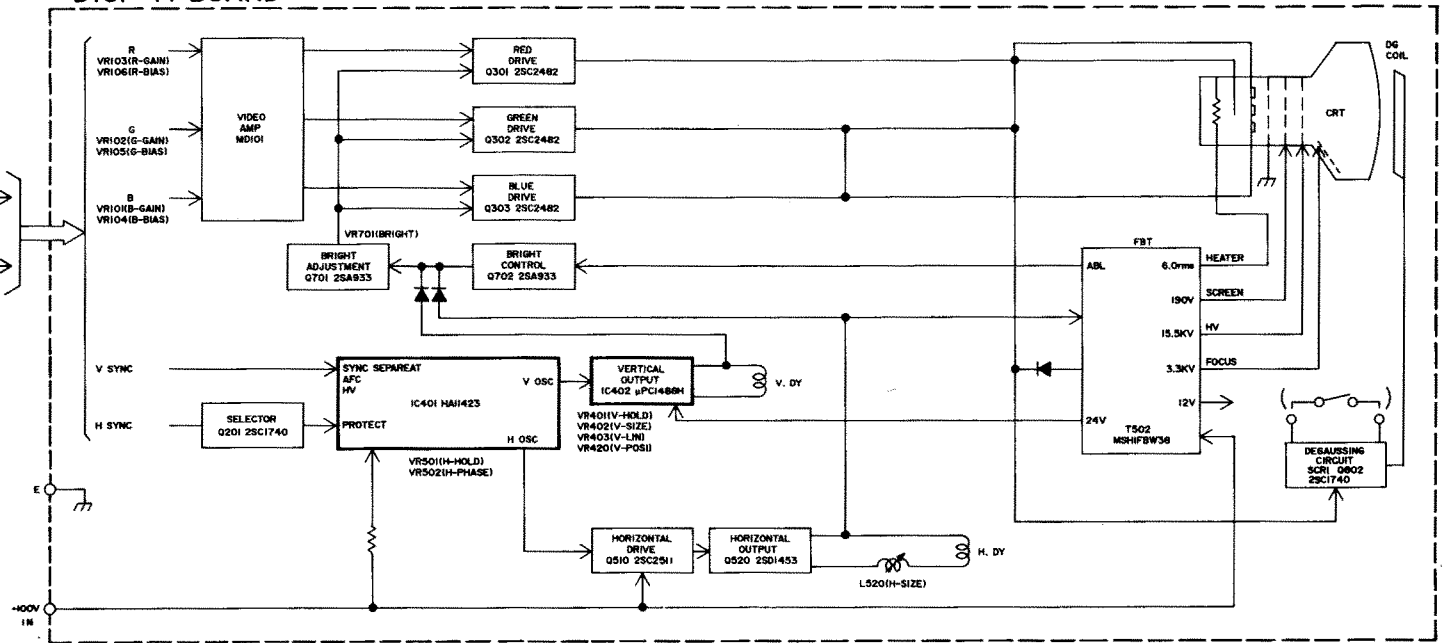 R
VR103(R-GAIN)
VR106(R-BIAS)
G
VR102(G-GAIN)
VR105(G-BIAS)
B
VR101(B-GAIN)
VR104(B-BIAS)
VIDEO
AMP
MD101
RED
DRIVE
Q301 2SC2482
GREEN
DRIVE
Q302 2SC2482
BLUE
DRIVE
Q303 2SC2482
VR701(BRIGHT)
BRIGHT
ADJUSTMENT
Q701 2SA933
BRIGHT
CONTROL
Q702 2SA933
DG
COIL
CRT
FBT
ABL
6.0rms
HEATER
190V
SCREEN
15.5KV
HV
3.3KV
FOCUS
12V
24V
T502
MSH1FBW38
V SYNC
H SYNC
SELECTOR
Q201 2SC1740
SYNC SEPAREAT
AFC
HV
IC401 HA11423
V OSC
PROTECT
H OSC
VR501(H-HOLD)
VR502(H-PHASE)
VERTICAL
OUTPUT
IC402 μPC1488H
V. DY
VR401(V-HOLD)
VR402(V-SIZE)
VR403(V-LIN)
VR420(V-POSI)
( )
DEGAUSSING
CIRCUIT
SCR1 Q802
2SC1740
E
HORIZONTAL
DRIVE
Q510 2SC2511
HORIZONTAL
OUTPUT
Q520 2SD1453
H. DY
L520(H-SIZE)
+100V
IN